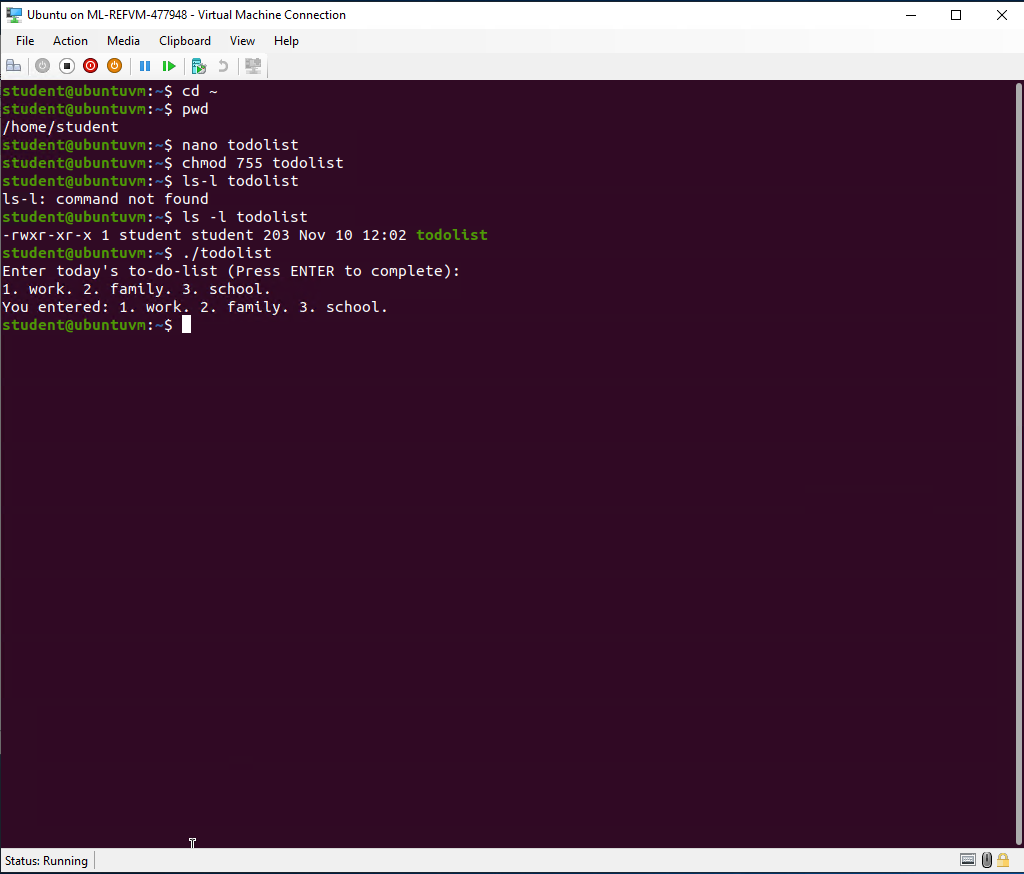 Ubuntu on ML-REFVM-477948 - Virtual Machine Connection
File Action Media Clipboard View Help
student@ubuntuvm:~$ cd ~
student@ubuntuvm:~$ pwd
/home/student
student@ubuntuvm:~$ nano todolist
student@ubuntuvm:~$ chmod 755 todolist
student@ubuntuvm:~$ ls-l todolist
ls-l: command not found
student@ubuntuvm:~$ ls -l todolist
-rwxr-xr-x 1 student student 203 Nov 10 12:02 todolist
student@ubuntuvm:~$ ./todolist
Enter today's to-do-list (Press ENTER to complete):
1. work. 2. family. 3. school.
You entered: 1. work. 2. family. 3. school.
student@ubuntuvm:~$
Status: Running